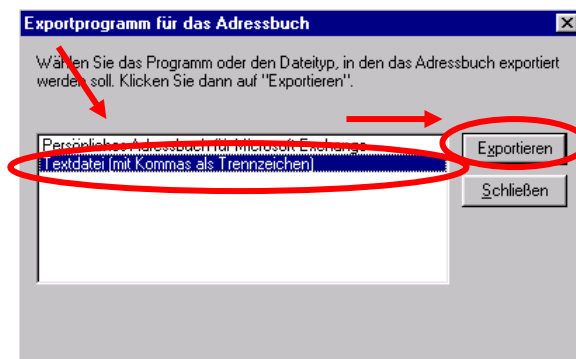 Exportprogramm für das Adressbuch
Wählen Sie das Programm oder den Dateityp, in den das Adressbuch exportiert
werden soll. Klicken Sie dann auf "Exportieren".
Persönliches Adressbuch für Microsoft Exchange
Textdatei (mit Kommas als Trennzeichen)
Exportieren
Schließen